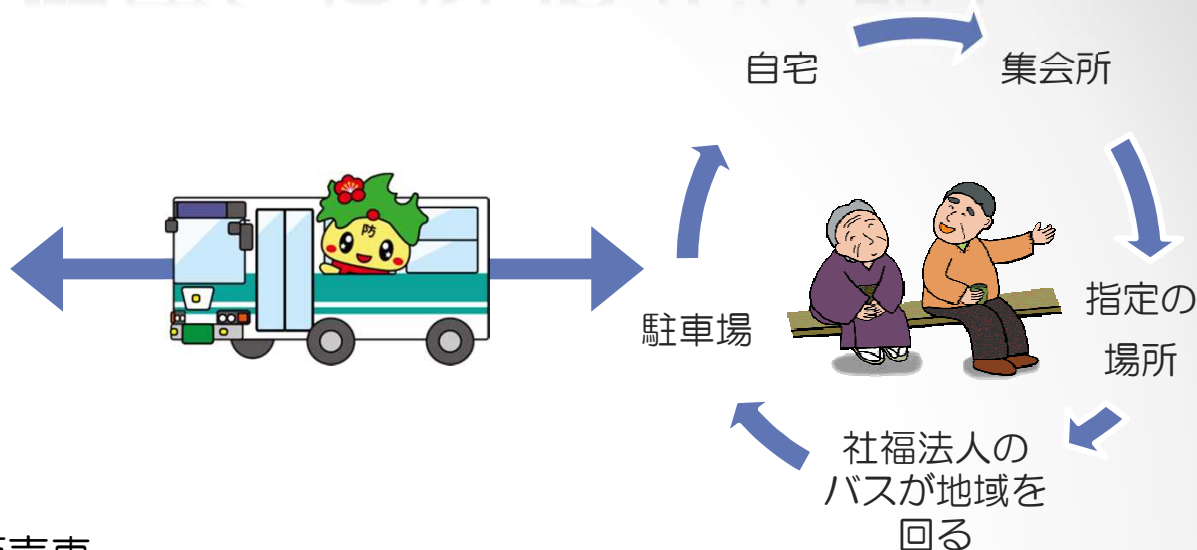 自宅
集会所
防
指定の
場所
駐車場
社福法人の
バスが地域を
回る